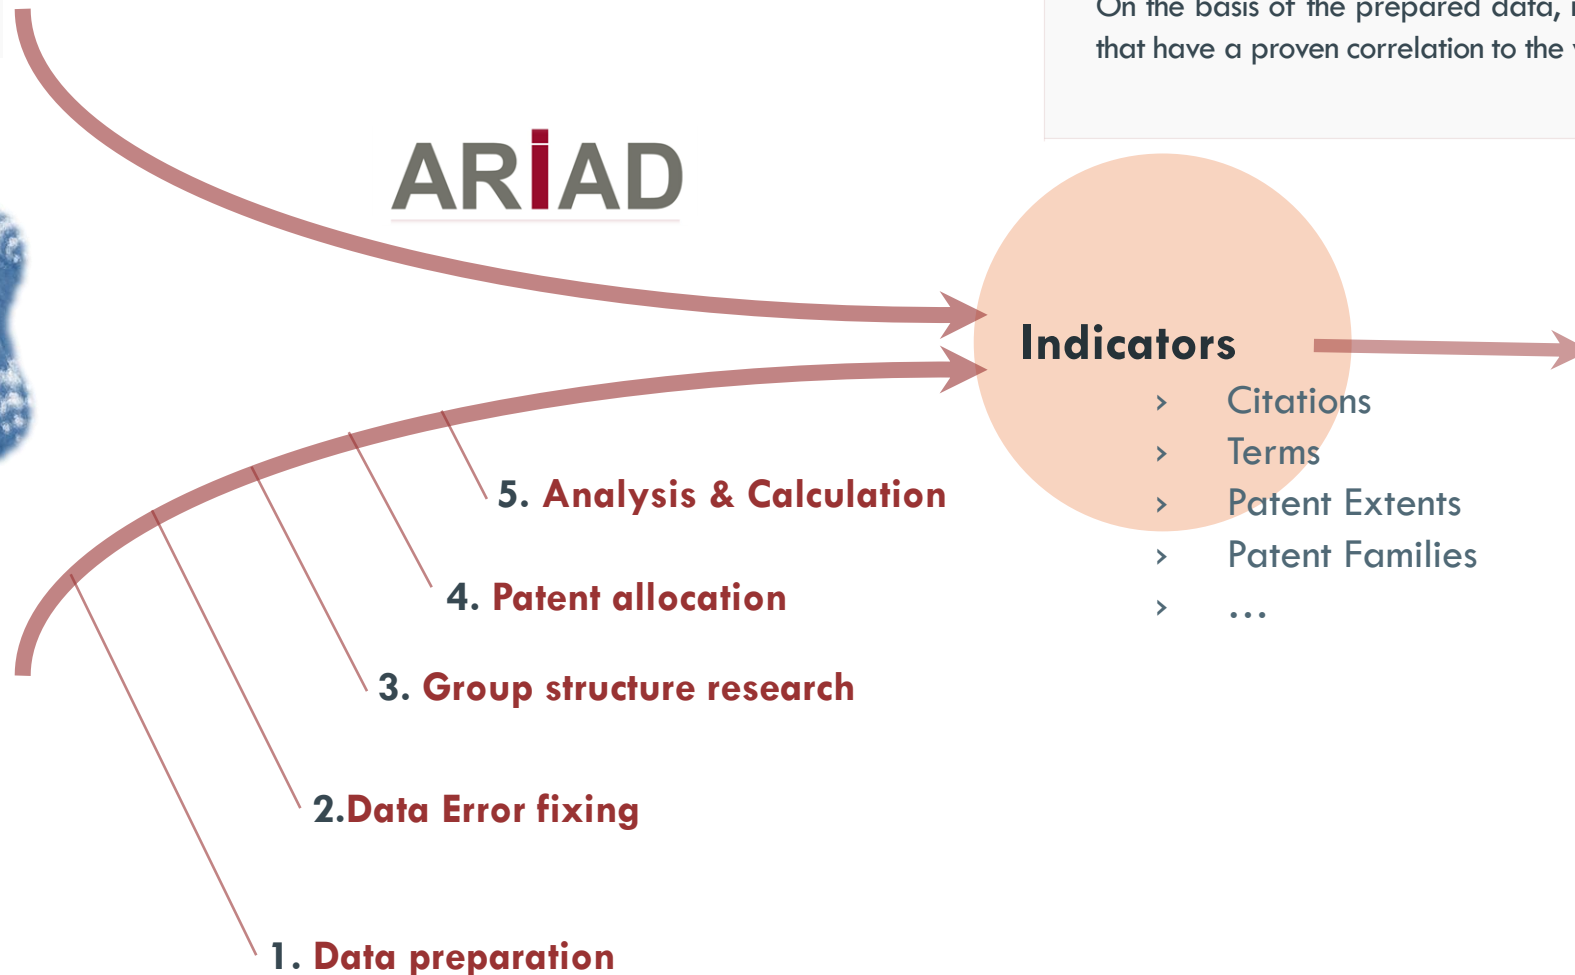 On the basis of the prepared data,
that have a proven correlation to the
ARiAD
Indicators
› Citations
› Terms
› Patent Extents
› Patent Families
› ...
5. Analysis & Calculation
4. Patent allocation
3. Group structure research
2.Data Error fixing
1. Data preparation